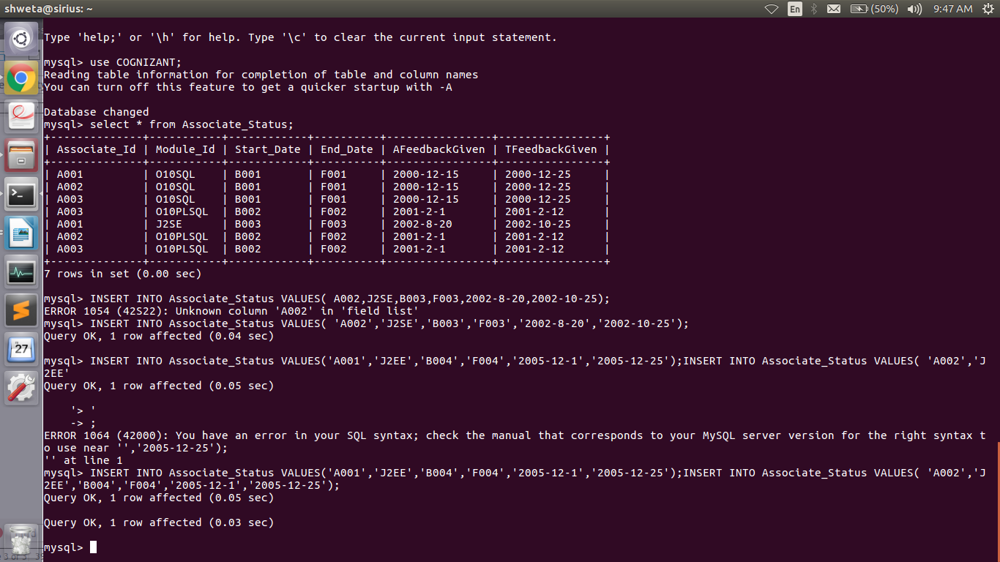 shweta@sirius: ~
En
(50%)
9:47 AM
Type 'help;' or '\h' for help. Type '\c' to clear the current input statement.
mysql> use COGNIZANT;
Reading table information for completion of table and column names
You can turn off this feature to get a quicker startup with -A
Database changed
mysql> select * from Associate_Status;
+--------------+-----------+------------+----------+----------------+----------------+
| Associate_Id | Module_Id | Start_Date | End_Date | AFeedbackGiven | TFeedbackGiven |
+--------------+-----------+------------+----------+----------------+----------------+
| A001         | O10SQL    | B001       | F001     | 2000-12-15     | 2000-12-25     |
| A002         | O10SQL    | B001       | F001     | 2000-12-15     | 2000-12-25     |
| A003         | O10SQL    | B001       | F001     | 2000-12-15     | 2000-12-25     |
| A003         | O10PLSQL  | B002       | F002     | 2001-2-1       | 2001-2-12      |
| A001         | J2SE      | B003       | F003     | 2002-8-20      | 2002-10-25     |
| A002         | O10PLSQL  | B002       | F002     | 2001-2-1       | 2001-2-12      |
| A003         | O10PLSQL  | B002       | F002     | 2001-2-1       | 2001-2-12      |
+--------------+-----------+------------+----------+----------------+----------------+
7 rows in set (0.00 sec)
mysql> INSERT INTO Associate_Status VALUES( A002,J2SE,B003,F003,2002-8-20,2002-10-25);
ERROR 1054 (42S22): Unknown column 'A002' in 'field list'
mysql> INSERT INTO Associate_Status VALUES( 'A002','J2SE','B003','F003','2002-8-20','2002-10-25');
Query OK, 1 row affected (0.04 sec)
mysql> INSERT INTO Associate_Status VALUES('A001','J2EE','B004','F004','2005-12-1','2005-12-25');INSERT INTO Associate_Status VALUES( 'A002','J
2EE'
Query OK, 1 row affected (0.05 sec)
    '> '
    -> ;
ERROR 1064 (42000): You have an error in your SQL syntax; check the manual that corresponds to your MySQL server version for the right syntax t
o use near '','2005-12-25');
'' at line 1
mysql> INSERT INTO Associate_Status VALUES('A001','J2EE','B004','F004','2005-12-1','2005-12-25');INSERT INTO Associate_Status VALUES( 'A002','J
2EE','B004','F004','2005-12-1','2005-12-25');
Query OK, 1 row affected (0.05 sec)
Query OK, 1 row affected (0.03 sec)
mysql>
27